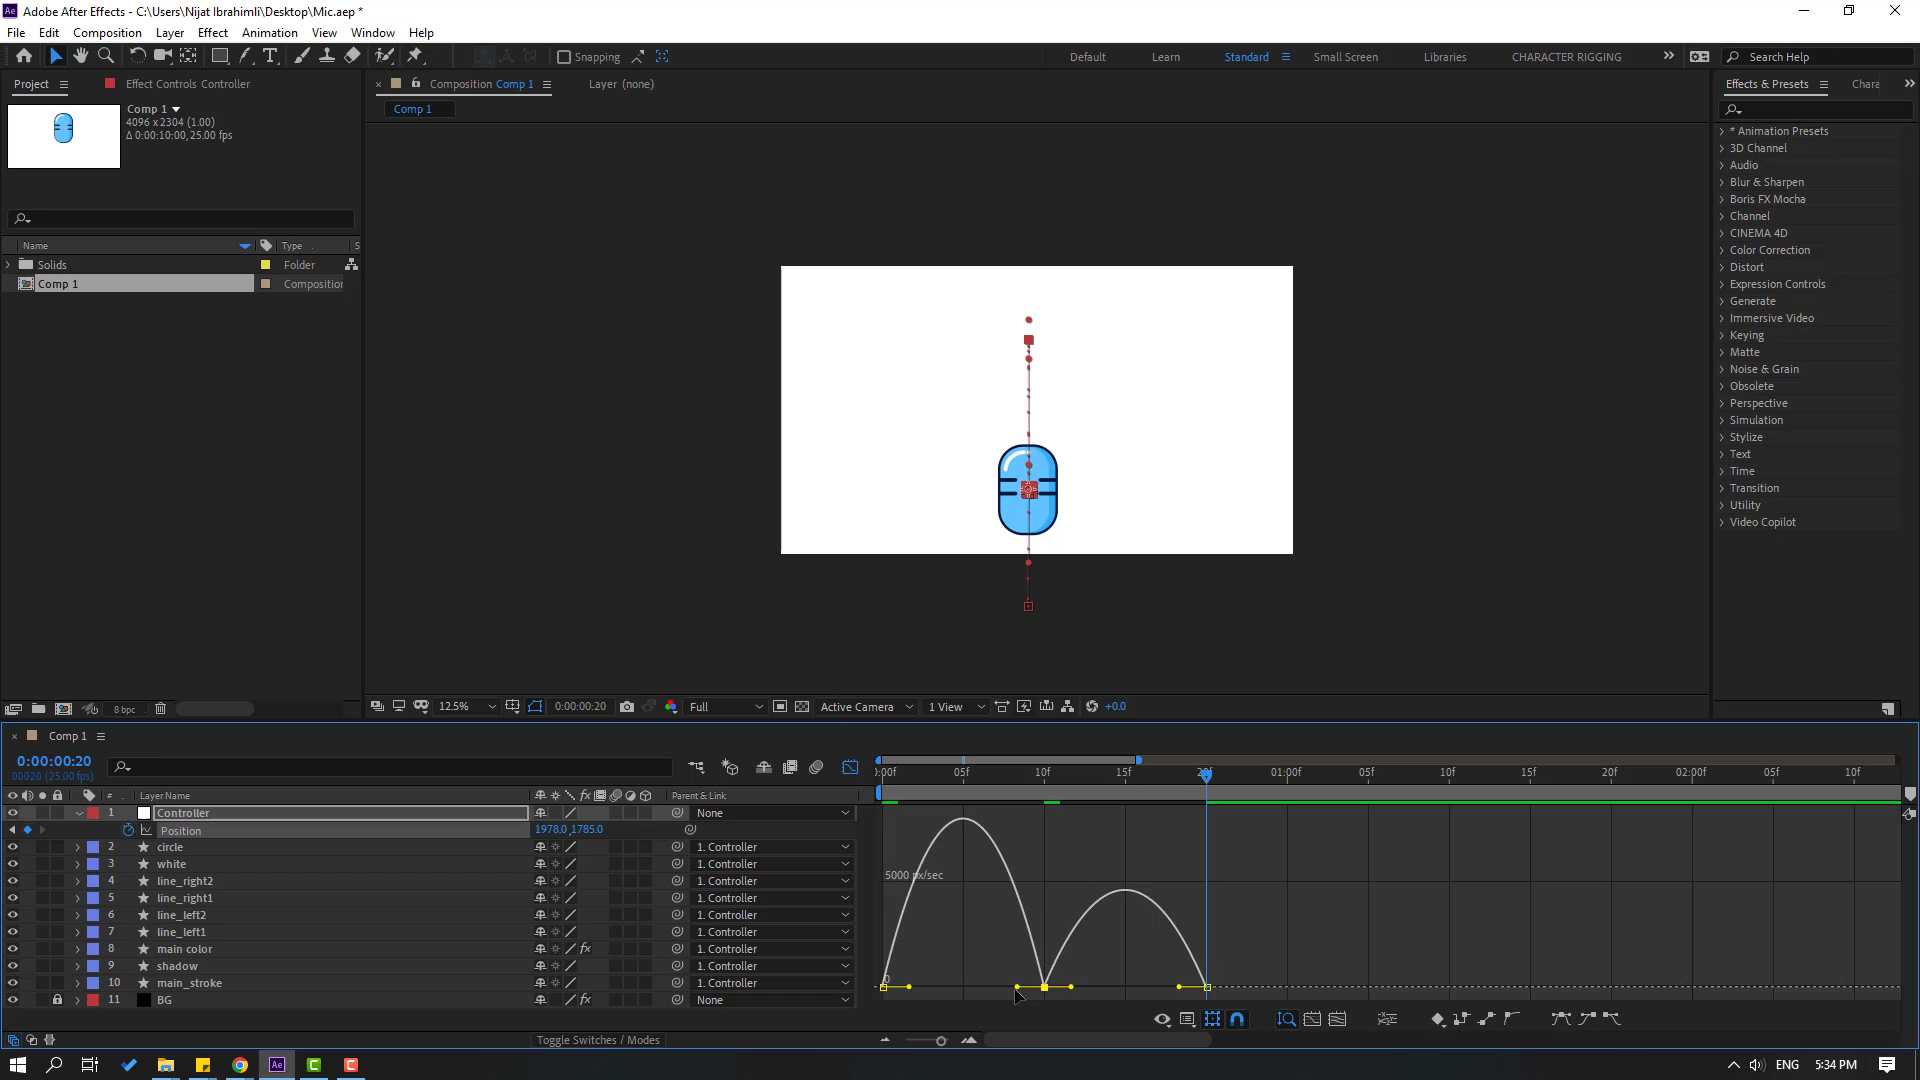 Adobe After Effects - C:\Users\Nijat Ibrahimli\Desktop\Mic.aep *
File Edit Composition Layer Effect Animation View Window Help
Snapping
Default Learn Standard Small Screen Libraries CHARACTER RIGGING Search Help
Project Effect Controls Controller
Composition Comp 1 Layer (none)
Effects & Presets Chara
Comp 1
4096 x 2304 (1.00)
Δ 0:00:10:00, 25.00 fps
Comp 1
Name Type S
Solids Folder
Comp 1 Composition
* Animation Presets
3D Channel
Audio
Blur & Sharpen
Boris FX Mocha
Channel
CINEMA 4D
Color Correction
Distort
Expression Controls
Generate
Immersive Video
Keying
Matte
Noise & Grain
Obsolete
Perspective
Simulation
Stylize
Text
Time
Transition
Utility
Video Copilot
8 bpc
12.5% 0:00:00:20 Full Active Camera 1 View +0.0
Comp 1
0:00:00:20
00020 (25.00 fps)
# Layer Name fx Parent & Link
:00f 05f 10f 15f 20f 01:00f 05f 10f 15f 20f 02:00f 05f 10f
1 Controller None
Position 1978.0,1785.0
2 circle 1. Controller
3 white 1. Controller
4 line_right2 1. Controller
5 line_right1 1. Controller
6 line_left2 1. Controller
7 line_left1 1. Controller
8 main color fx 1. Controller
9 shadow 1. Controller
10 main_stroke 1. Controller
11 BG fx None
5000 px/sec
0
Toggle Switches / Modes
Ae ENG 5:34 PM